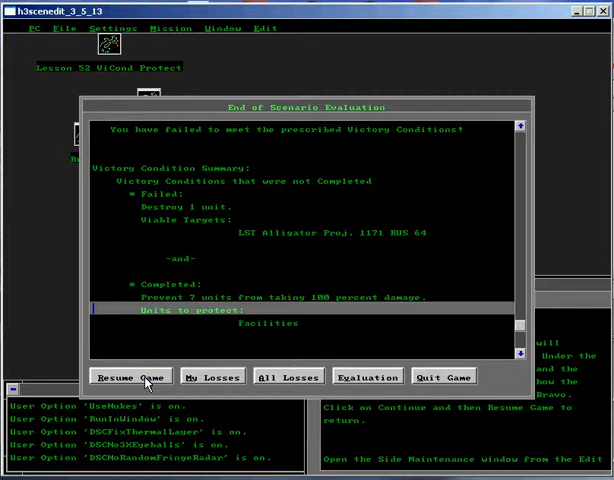 h3scenedit_3_5_13
PC File Settings Mission Window Edit
Lesson 52 ViCond Protect
End of Scenario Evaluation
You have failed to meet the prescribed Victory Conditions!
Victory Condition Summary:
Victory Conditions that were not Completed
* Failed:
Destroy 1 unit.
Viable Targets:
LST Alligator Proj. 1171 RUS 64
-and-
* Completed:
Prevent 7 units from taking 100 percent damage.
Units to protect:
Facilities
Resume Game My Losses All Losses Evaluation Quit Game
User Option 'UseNukes' is on.
User Option 'RunInWindow' is on.
User Option 'DSCFixThermalLayer' is on.
User Option 'DSCNo3XEyeballs' is on.
User Option 'DSCNoRandomFringeRadar' is on.
will
Under the
and the
how the
Bravo.
Click on Continue and then Resume Game to
return.
Open the Side Maintenance window from the Edit